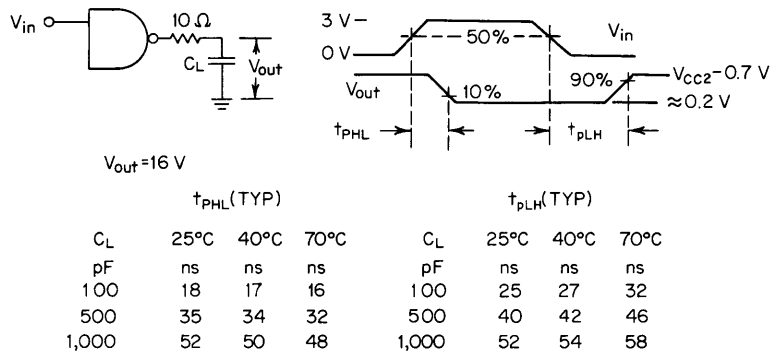 V_in
10 Ω
C_L
V_out
3 V
0 V
50%
V_in
V_out
10%
90%
V_CC2 – 0.7 V
≈0.2 V
t_PHL
t_pLH
V_out = 16 V
t_PHL (TYP)
C_L 25°C 40°C 70°C
pF ns ns ns
100 18 17 16
500 35 34 32
1,000 52 50 48
t_pLH (TYP)
C_L 25°C 40°C 70°C
pF ns ns ns
100 25 27 32
500 40 42 46
1,000 52 54 58